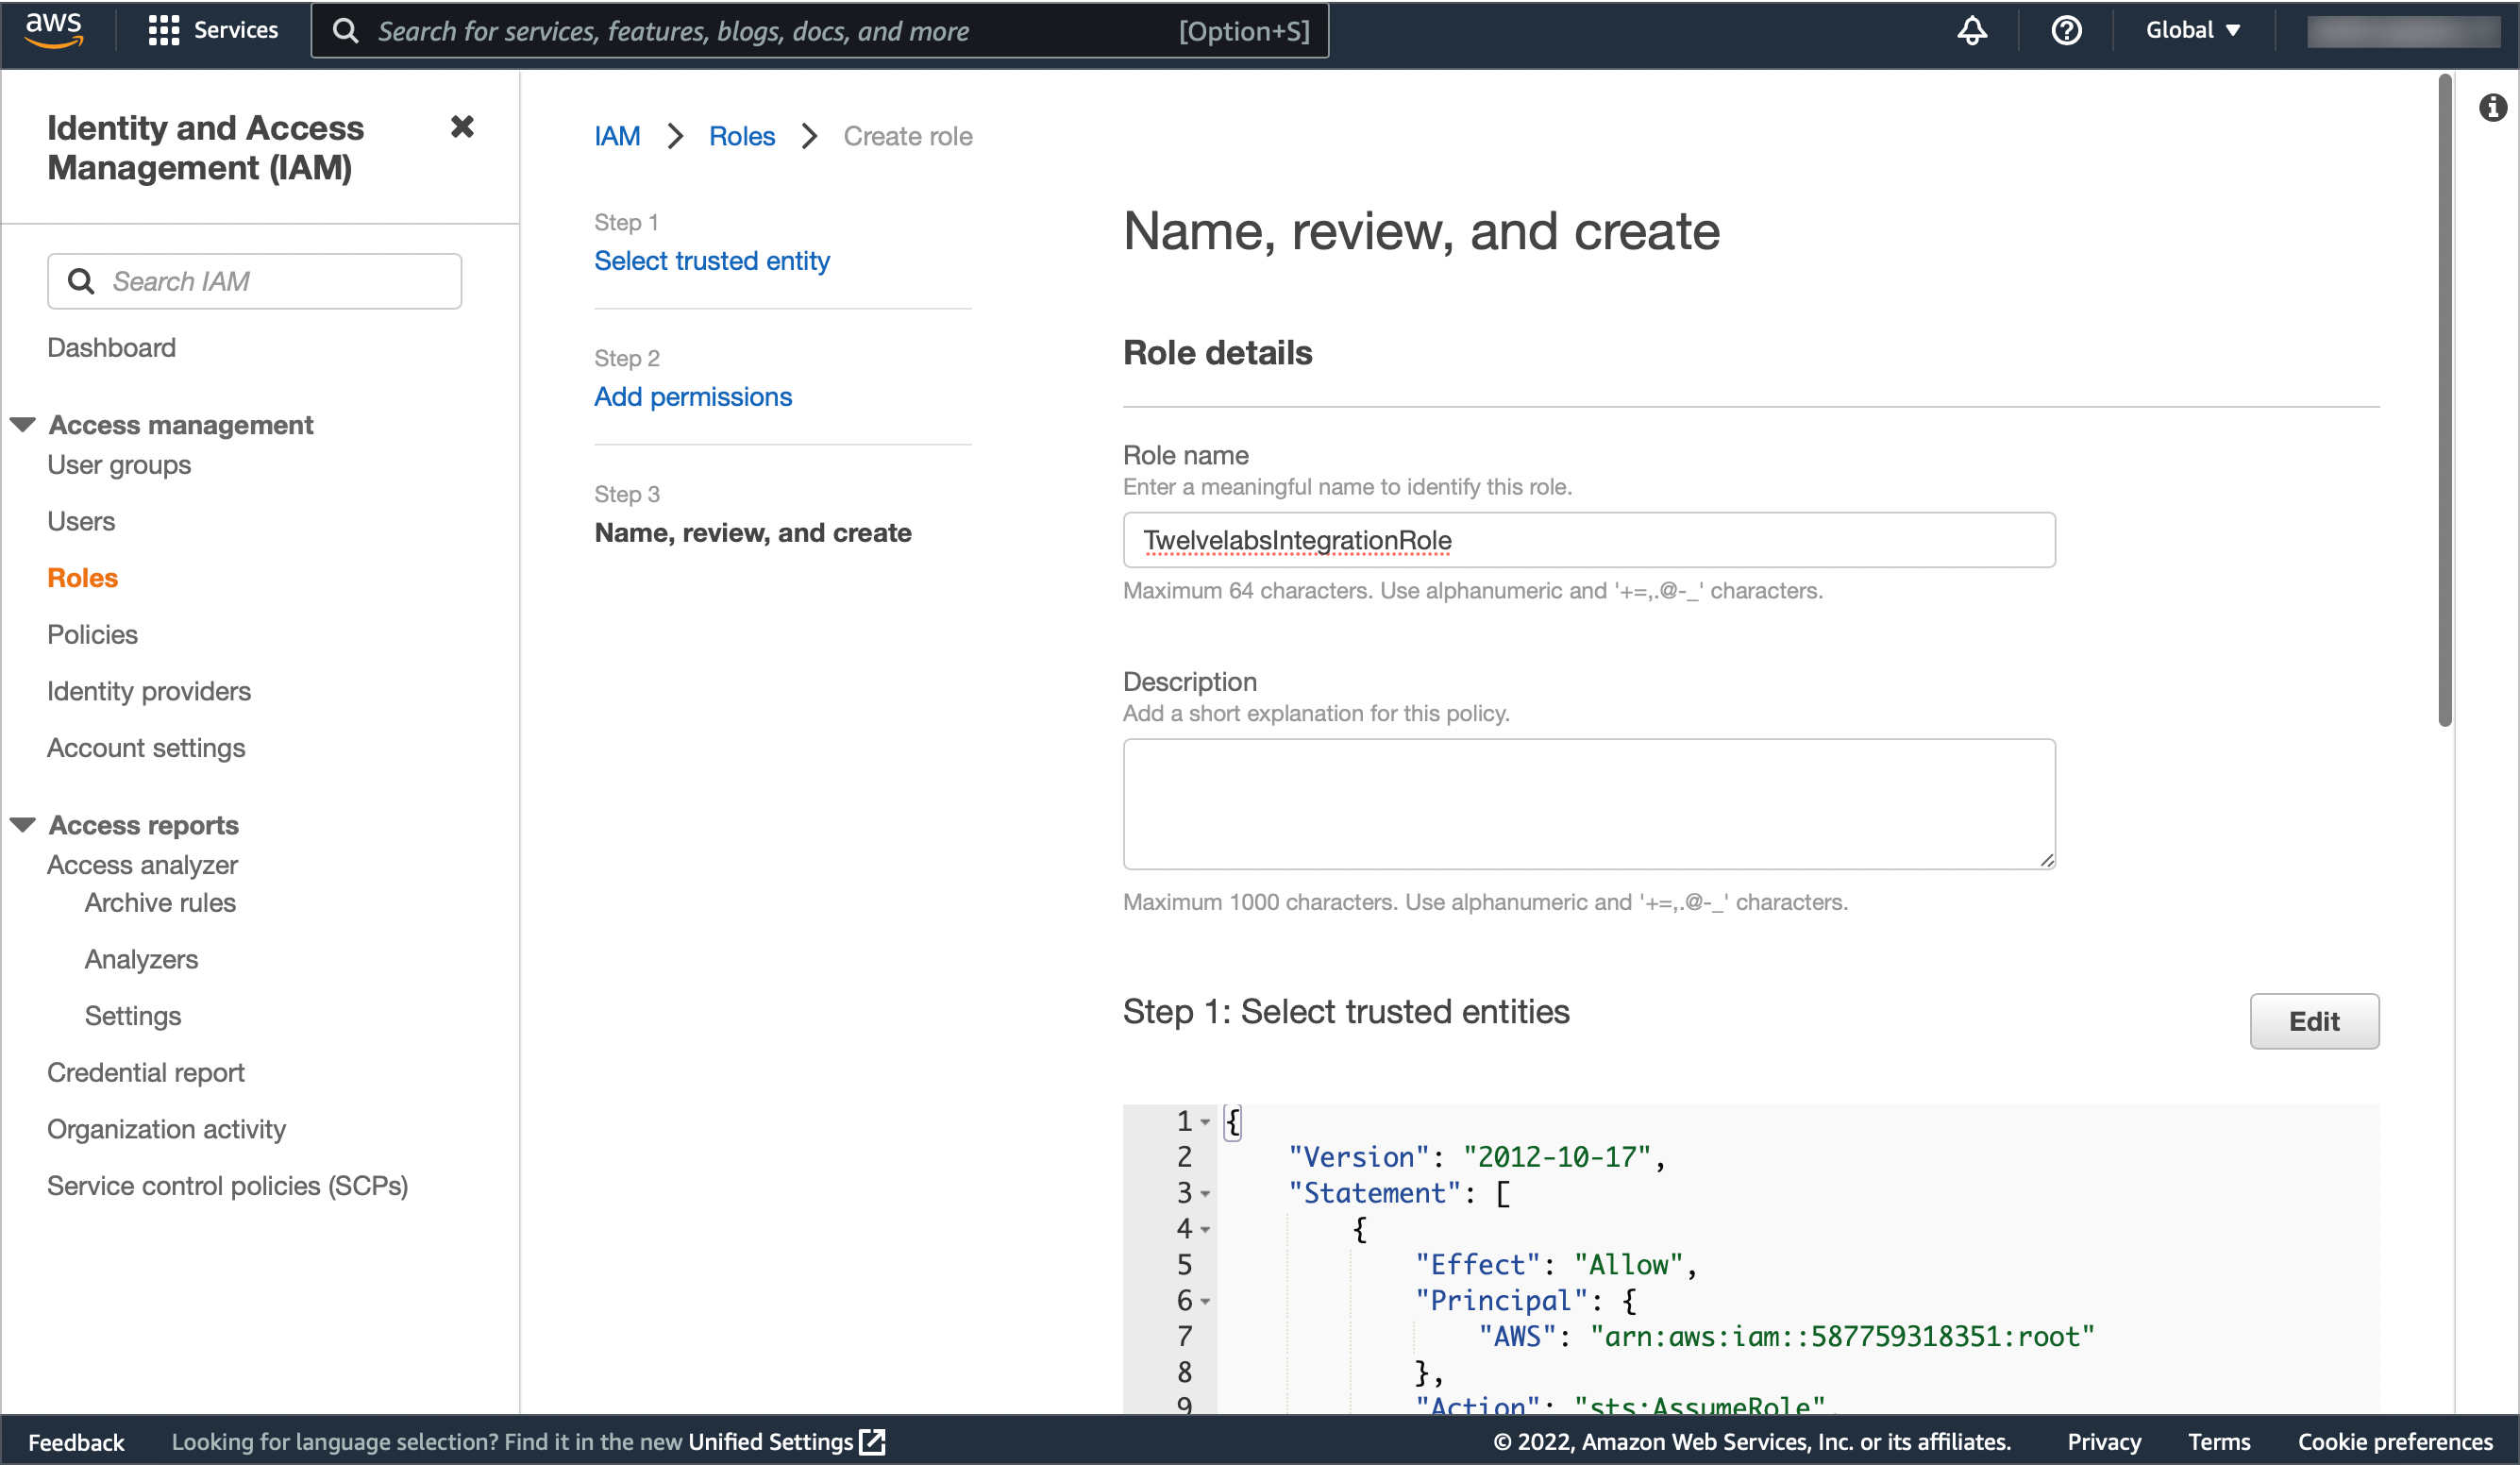 aws
Services
Search for services, features, blogs, docs, and more [Option+S]
Global
Identity and Access
Management (IAM)
Search IAM
Dashboard
Access management
User groups
Users
Roles
Policies
Identity providers
Account settings
Access reports
Access analyzer
Archive rules
Analyzers
Settings
Credential report
Organization activity
Service control policies (SCPs)
IAM > Roles > Create role
Step 1
Select trusted entity
Step 2
Add permissions
Step 3
Name, review, and create
Name, review, and create
Role details
Role name
Enter a meaningful name to identify this role.
TwelvelabsIntegrationRole
Maximum 64 characters. Use alphanumeric and '+=,.@-_' characters.
Description
Add a short explanation for this policy.
Maximum 1000 characters. Use alphanumeric and '+=,.@-_' characters.
Step 1: Select trusted entities
Edit
1 {
2 "Version": "2012-10-17",
3 "Statement": [
4 {
5 "Effect": "Allow",
6 "Principal": {
7 "AWS": "arn:aws:iam::587759318351:root"
8 },
9 "Action": "sts:AssumeRole",
Feedback
Looking for language selection? Find it in the new Unified Settings
© 2022, Amazon Web Services, Inc. or its affiliates.
Privacy
Terms
Cookie preferences